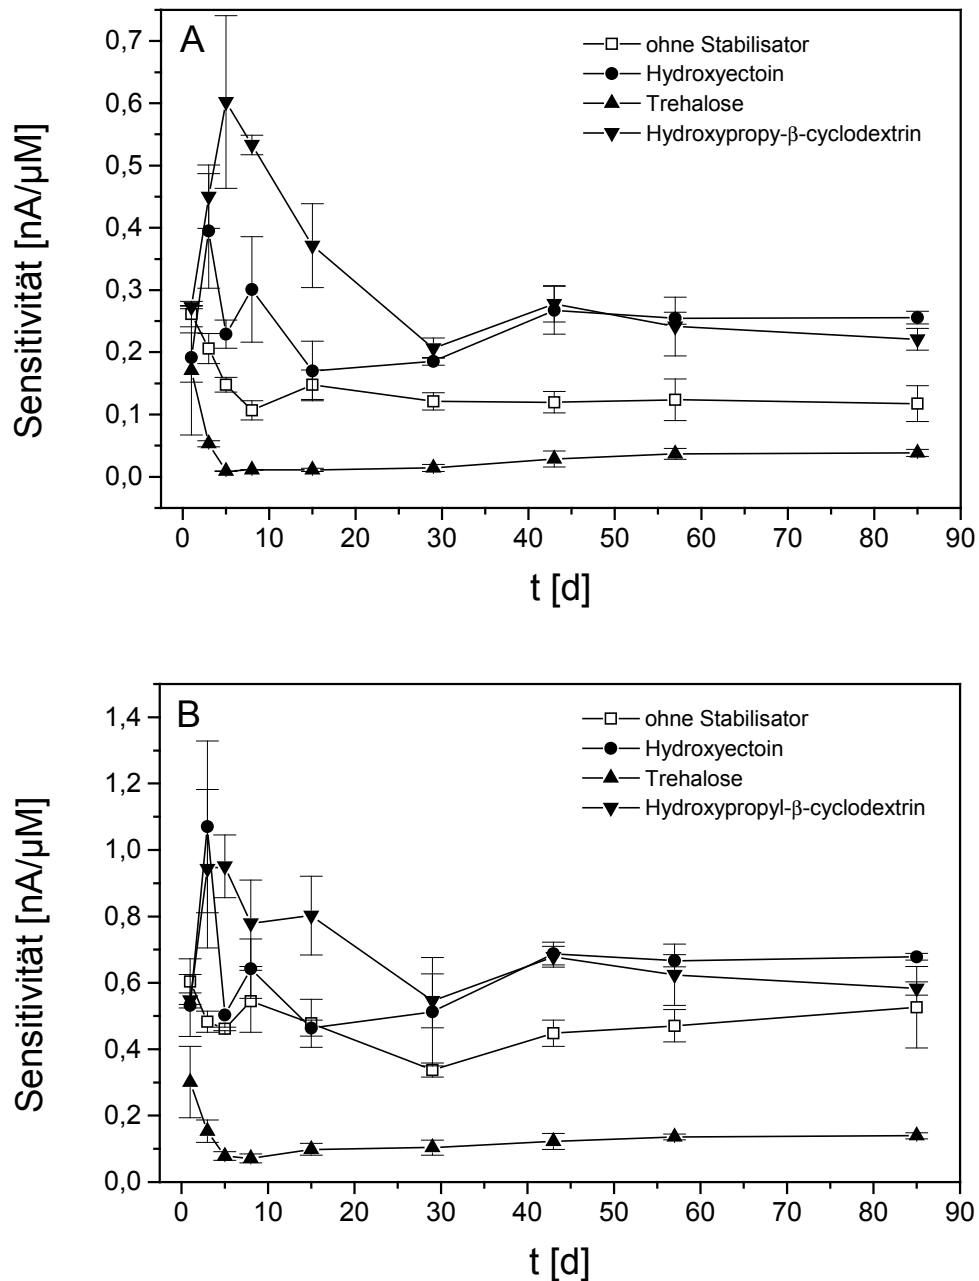 A
ohne Stabilisator
Hydroxyectoin
Trehalose
Hydroxypropy-β-cyclodextrin
Sensitivität [nA/µM]
0,7
0,6
0,5
0,4
0,3
0,2
0,1
0,0
0 10 20 30 40 50 60 70 80 90
t [d]
B
ohne Stabilisator
Hydroxyectoin
Trehalose
Hydroxypropyl-β-cyclodextrin
Sensitivität [nA/µM]
1,4
1,2
1,0
0,8
0,6
0,4
0,2
0,0
0 10 20 30 40 50 60 70 80 90
t [d]